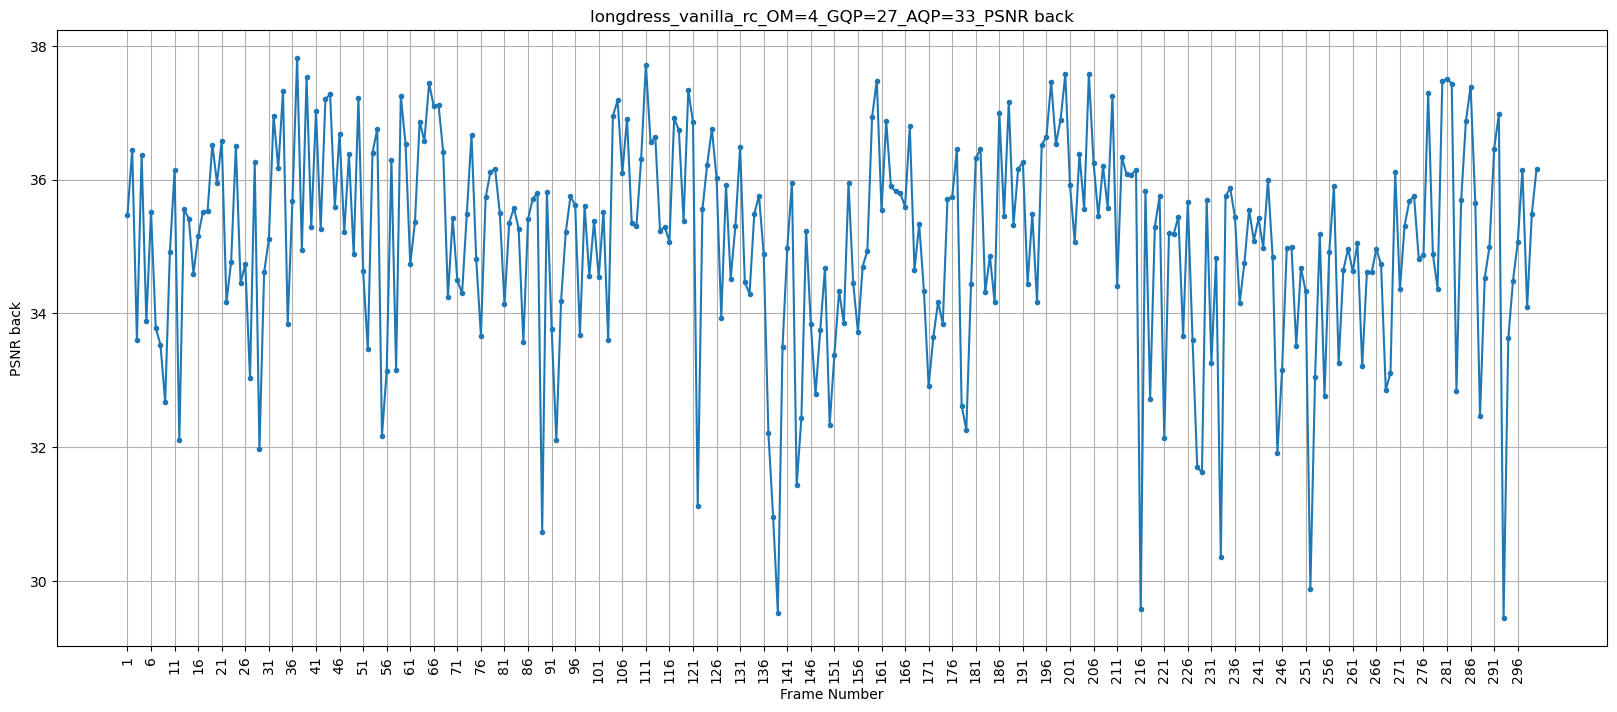 longdress_vanilla_rc_OM=4_GQP=27_AQP=33_PSNR back
38
36
34
32
30
PSNR back
1 6 11 16 21 26 31 36 41 46 51 56 61 66 71 76 81 86 91 96 101 106 111 116 121 126 131 136 141 146 151 156 161 166 171 176 181 186 191 196 201 206 211 216 221 226 231 236 241 246 251 256 261 266 271 276 281 286 291 296
Frame Number